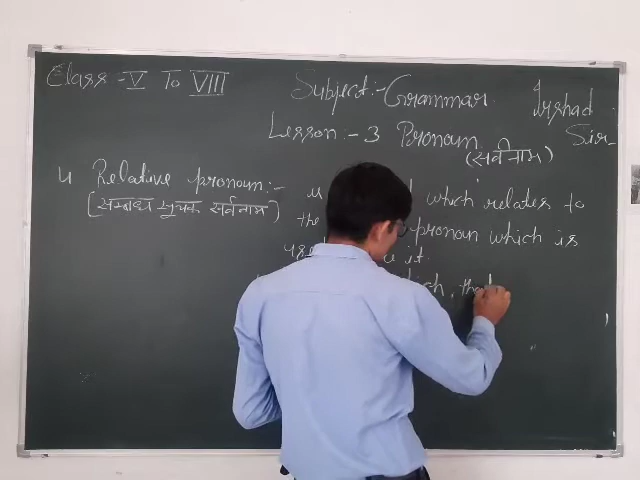 Class - V To VIII
Subject:- Grammar
Irshad Sir
Lesson:- 3 Pronoun
(सर्वनाम)
4 Relative pronoun:-
(सम्बन्ध सूचक सर्वनाम)
which relates to
the pronoun which is
it.
, that